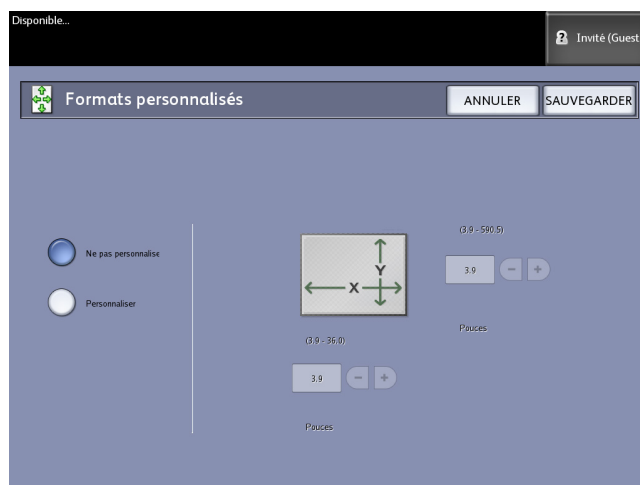 Disponible...
Invité (Guest
Formats personnalisés
ANNULER
SAUVEGARDER
Ne pas personnalise
Personnaliser
X
Y
(3.9 - 590.5)
3.9 - +
Pouces
(3.9 - 36.0)
3.9 - +
Pouces